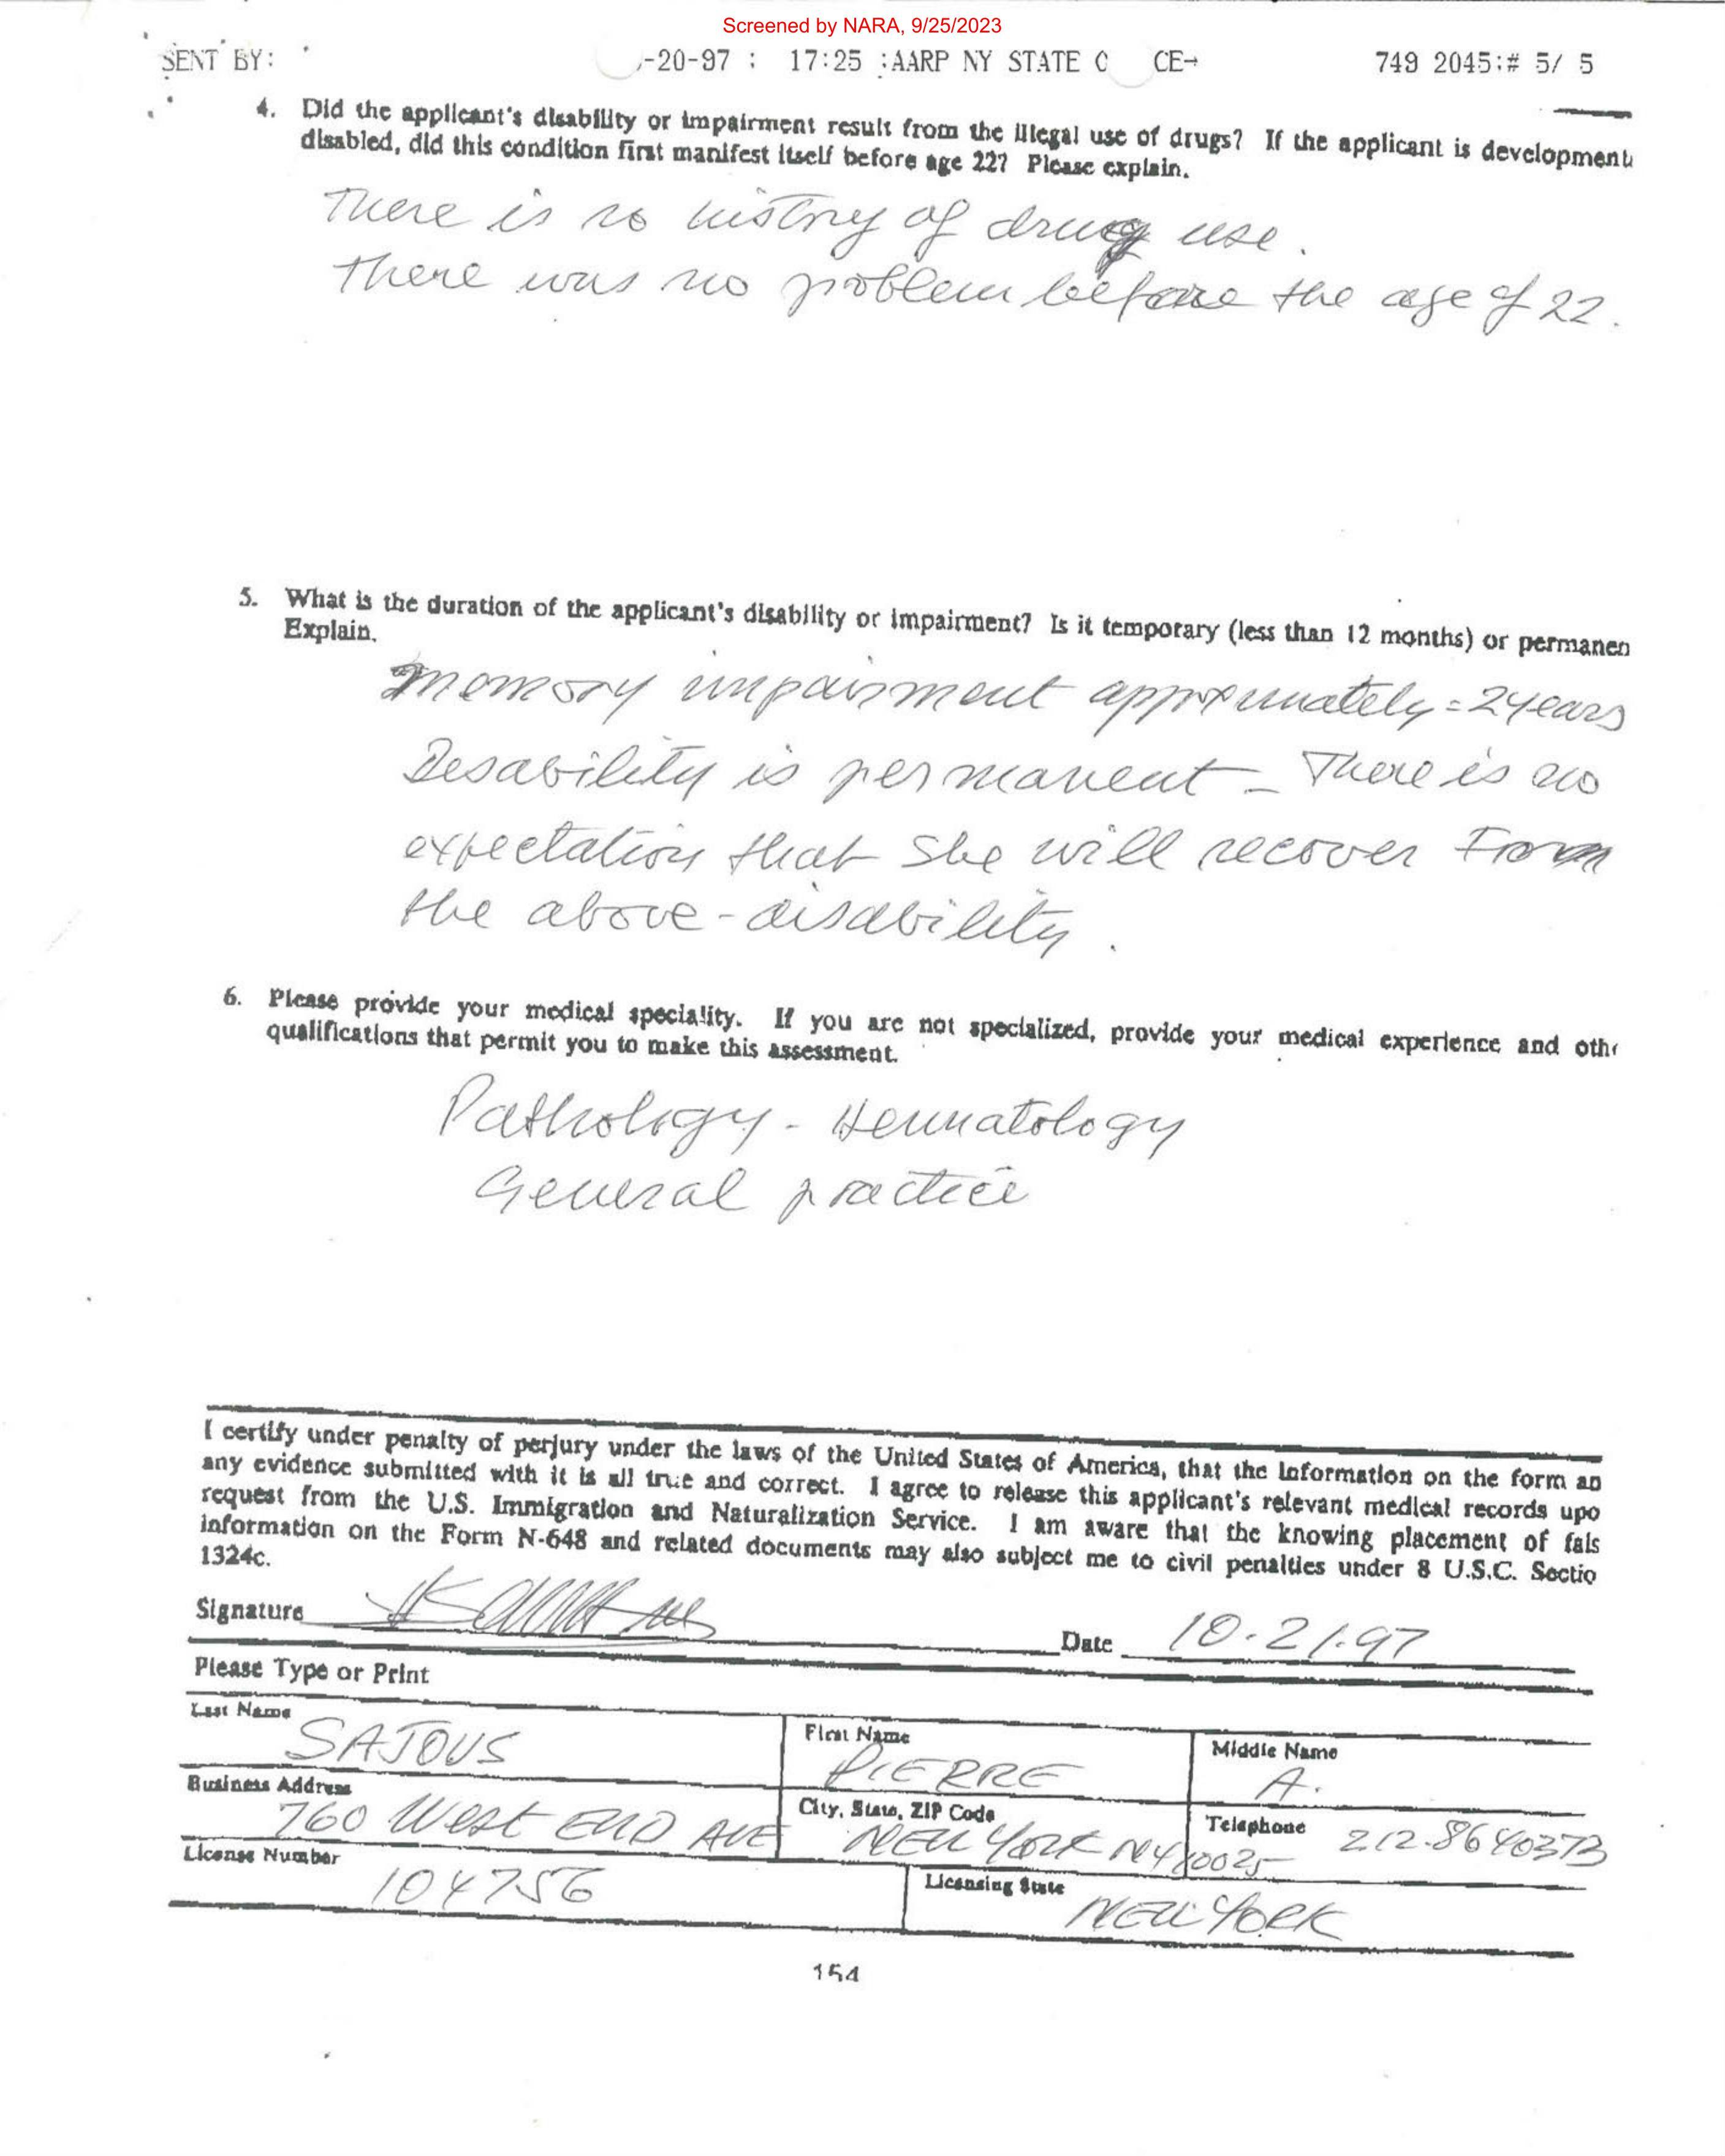 Screened by NARA, 9/25/2023
SENT BY: -20-97 : 17:25 :AARP NY STATE O CE→ 749 2045:# 5/ 5
4. Did the applicant's disability or impairment result from the illegal use of drugs? If the applicant is development
disabled, did this condition first manifest itself before age 22? Please explain.
There is no history of drug use.
There was no problem before the age of 22.
5. What is the duration of the applicant's disability or impairment? Is it temporary (less than 12 months) or permanen
Explain.
memory impairment approximately = 2 years
Desability is permanent - There is no
expectation that she will recover From
the above - disability.
6. Please provide your medical speciality. If you are not specialized, provide your medical experience and oth
qualifications that permit you to make this assessment.
Pathology - Hematology
General practice
I certify under penalty of perjury under the laws of the United States of America, that the information on the form an
any evidence submitted with it is all true and correct. I agree to release this applicant's relevant medical records upo
request from the U.S. Immigration and Naturalization Service. I am aware that the knowing placement of fals
information on the Form N-648 and related documents may also subject me to civil penalties under 8 U.S.C. Sectio
1324c.
Signature Date 10.21.97
Please Type or Print
Last Name First Name Middle Name
SAJOUS PIERRE A.
Business Address City, State, ZIP Code Telephone
760 West END AVE NEW YORK NY 10025 212.8640373
License Number Licensing State
104756 NEW YORK
154